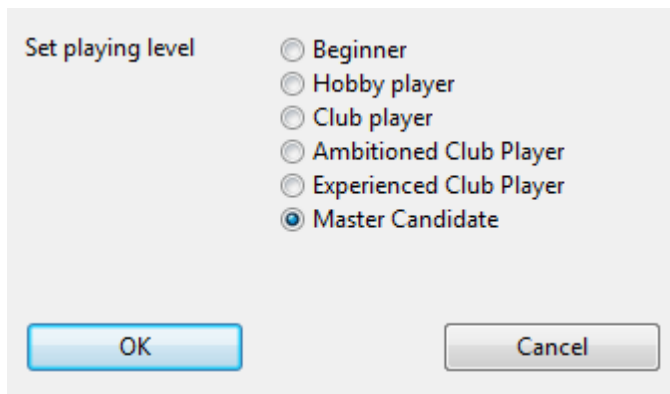 Set playing level
Beginner
Hobby player
Club player
Ambitioned Club Player
Experienced Club Player
Master Candidate
OK
Cancel